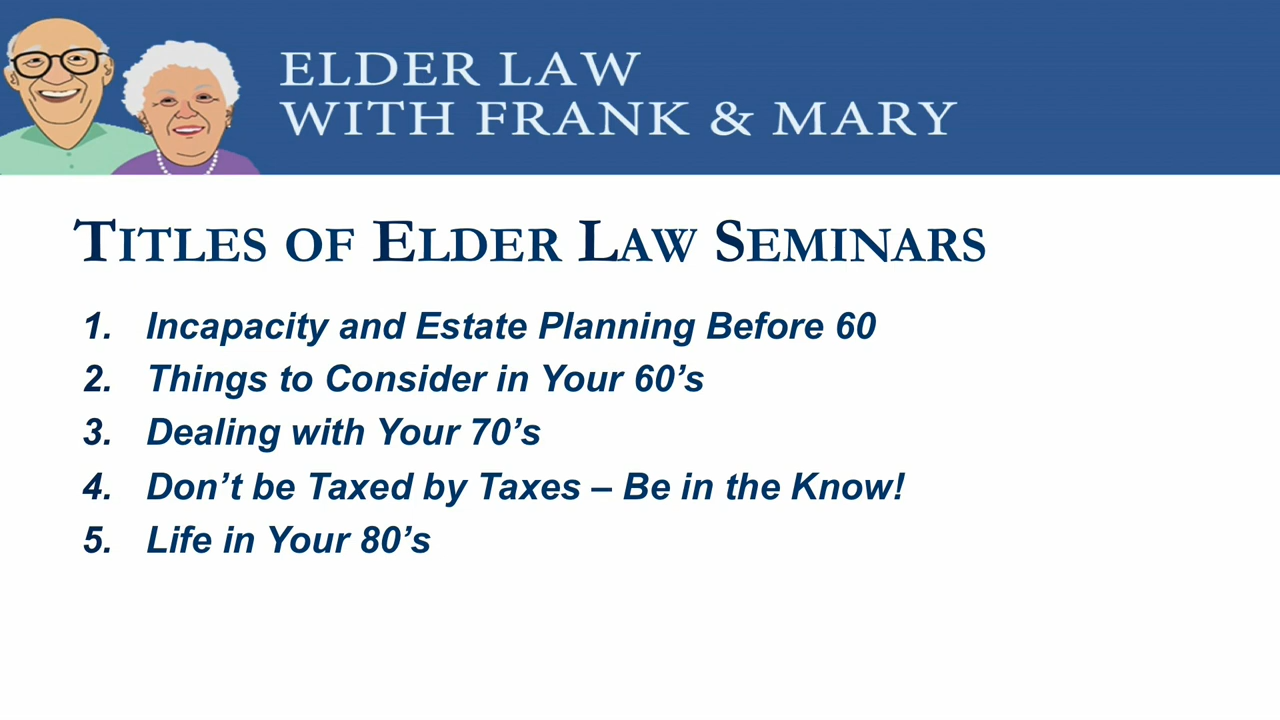 ELDER LAW
WITH FRANK & MARY
TITLES OF ELDER LAW SEMINARS
1. Incapacity and Estate Planning Before 60
2. Things to Consider in Your 60’s
3. Dealing with Your 70’s
4. Don’t be Taxed by Taxes – Be in the Know!
5. Life in Your 80’s